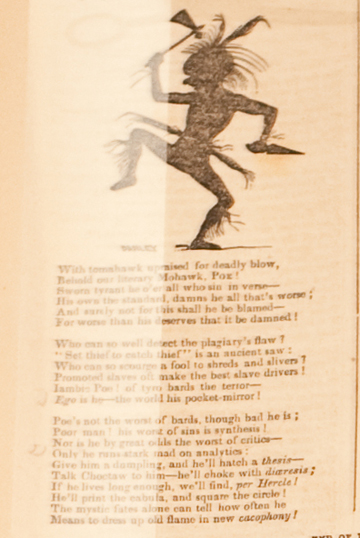 With tomahawk upraised for deadly blow,
Behold our literary Mohawk, Poe!
Sworn tyrant he o'er all who sin in verse—
His own the standard, damns he all that's worse;
And surely not for this shall he be blamed—
For worse than his deserves that it be damned!
Who can so well detect the plagiary's flaw?
"Set thief to catch thief" is an ancient saw:
Who can so scourge a fool to shreds and slivers?
Promoted slaves oft make the best slave drivers!
Iambic Poe! of tyro bards the terror—
Ego is he—the world his pocket-mirror!
Poe's not the worst of bards, though bad he is;
Poor man! his worst of sins is synthesis!
Nor is he by great odds the worst of critics—
Only he runs stark mad on analytics:
Give him a dumpling, and he'll hatch a thesis—
Talk Choctaw to him—he'll choke with diæresis;
If he lives long enough, we'll find, per Hercle!
He'll print the cabula, and square the circle!
The mystic fates alone can tell how often he
Means to dress up old flame in new cacophony!